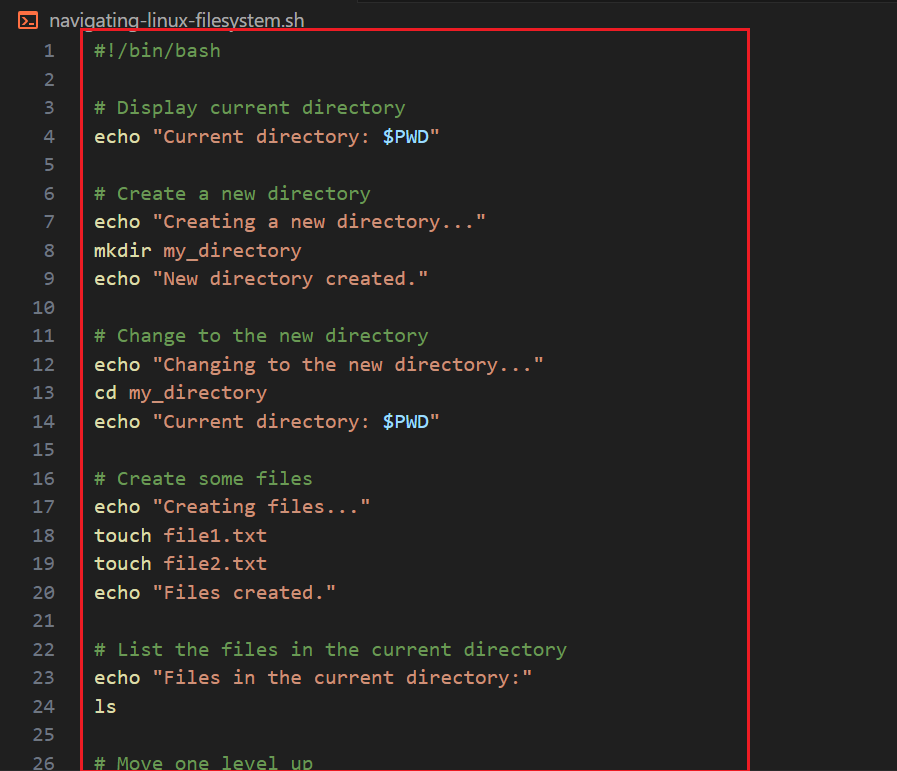 navigating-linux-filesystem.sh
1 #!/bin/bash
2
3 # Display current directory
4 echo "Current directory: $PWD"
5
6 # Create a new directory
7 echo "Creating a new directory..."
8 mkdir my_directory
9 echo "New directory created."
10
11 # Change to the new directory
12 echo "Changing to the new directory..."
13 cd my_directory
14 echo "Current directory: $PWD"
15
16 # Create some files
17 echo "Creating files..."
18 touch file1.txt
19 touch file2.txt
20 echo "Files created."
21
22 # List the files in the current directory
23 echo "Files in the current directory:"
24 ls
25
26 # Move one level up